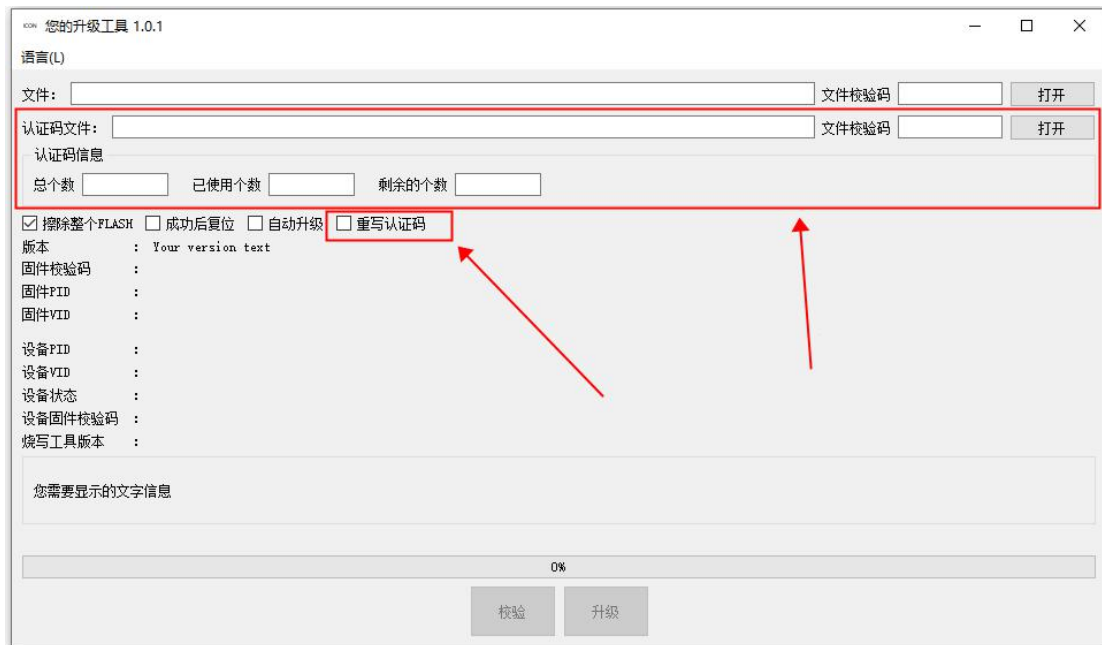 ICON 您的升级工具 1.0.1
语言(L)
文件: 文件校验码 打开
认证码文件: 文件校验码 打开
认证码信息
总个数 已使用个数 剩余的个数
擦除整个FLASH 成功后复位 自动升级 重写认证码
版本 : Your version text
固件校验码 :
固件PID :
固件VID :
设备PID :
设备VID :
设备状态 :
设备固件校验码 :
烧写工具版本 :
您需要显示的文字信息
0%
校验 升级